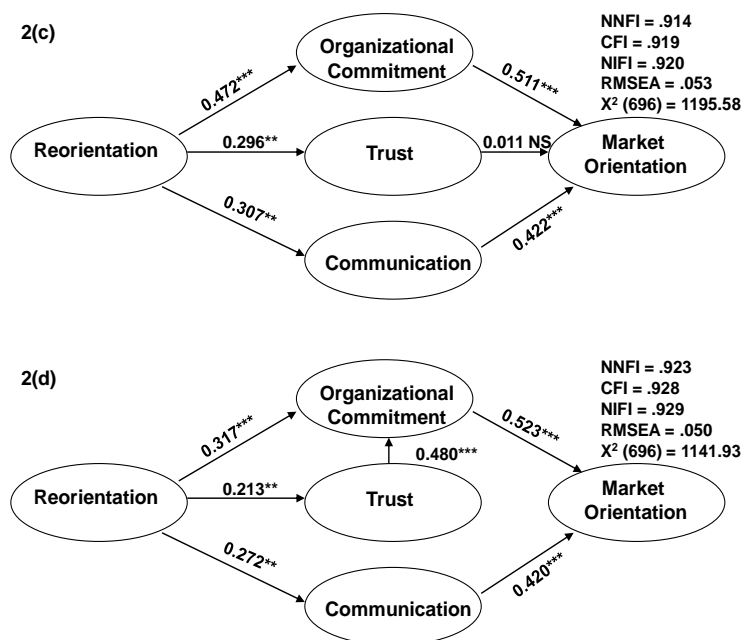 2(c)
Organizational
Commitment
NNFI = .914
CFI = .919
NIFI = .920
RMSEA = .053
X² (696) = 1195.58
0.472***
0.511***
Reorientation
0.296**
Trust
0.011 NS
Market
Orientation
0.307**
0.422***
Communication
2(d)
Organizational
Commitment
NNFI = .923
CFI = .928
NIFI = .929
RMSEA = .050
X² (696) = 1141.93
0.317***
0.523***
0.480***
Reorientation
0.213**
Trust
Market
Orientation
0.272**
0.420***
Communication